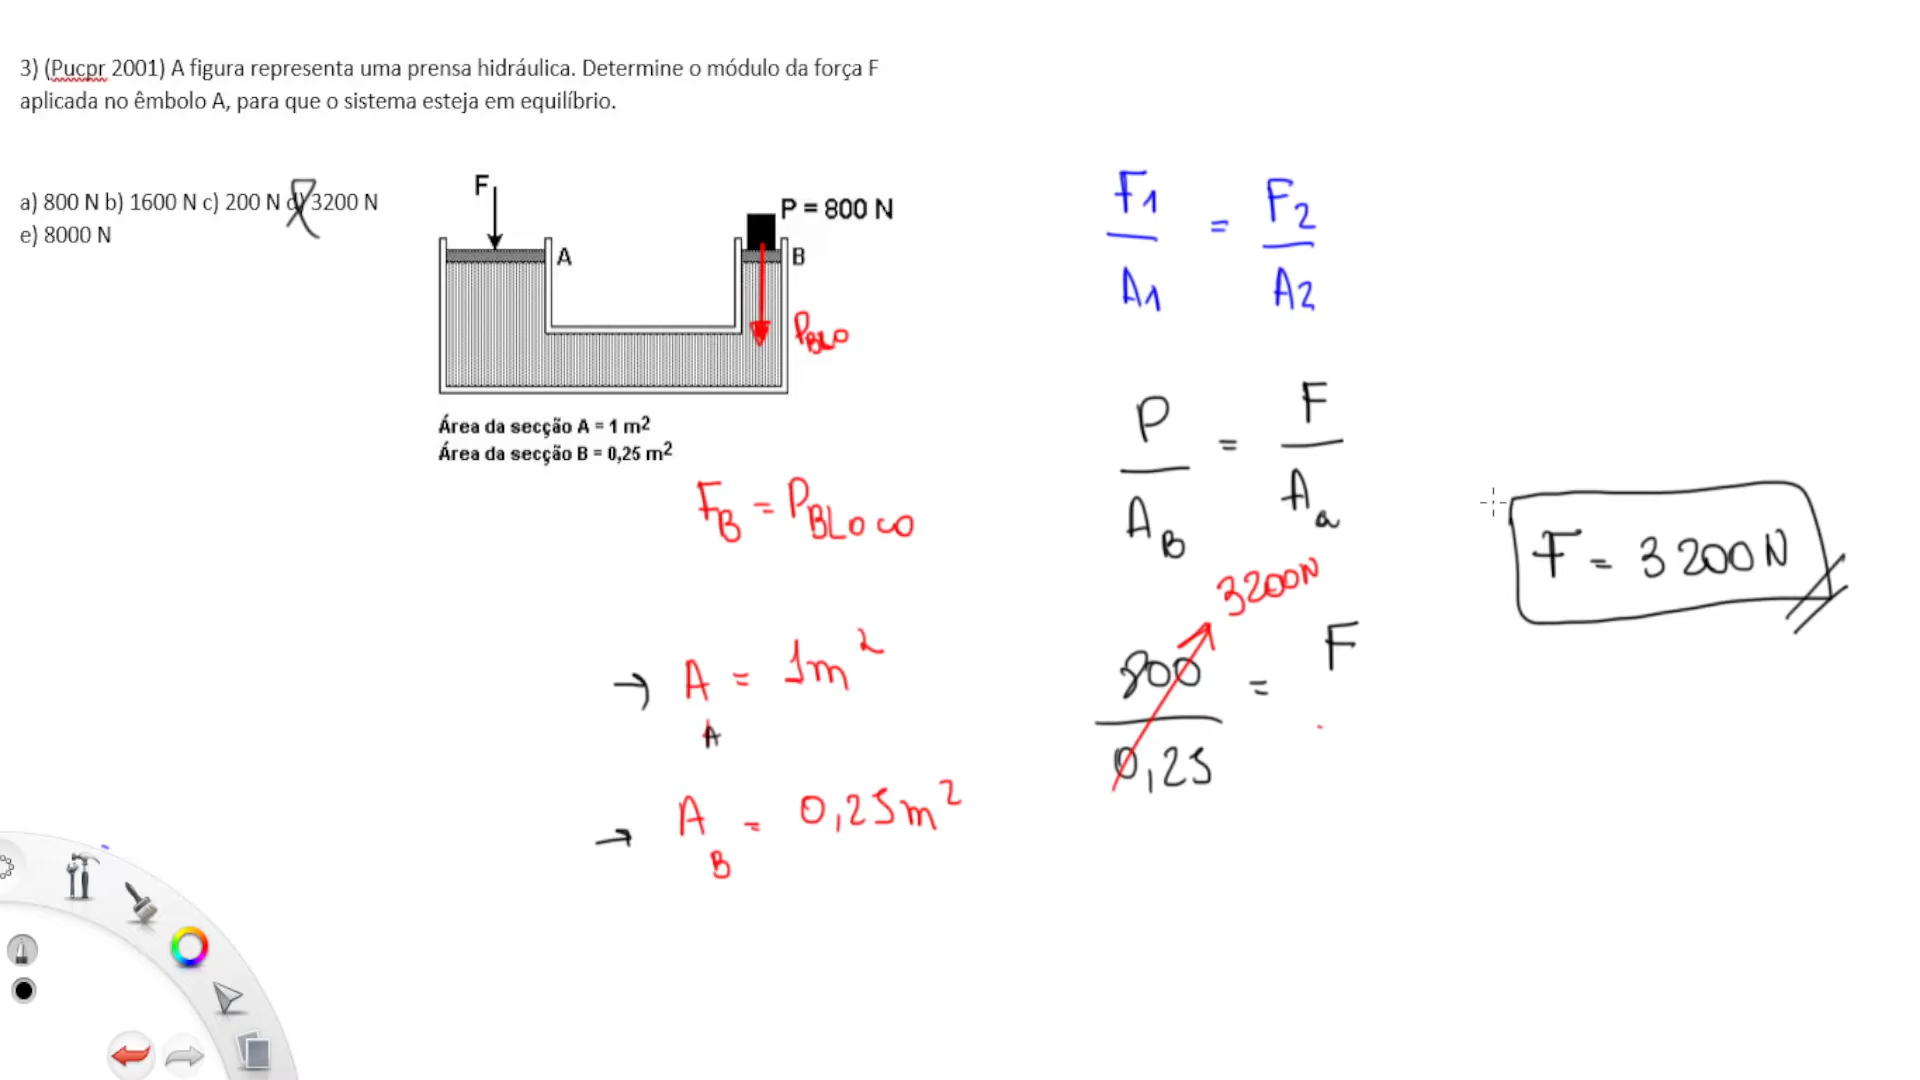 3) (Pucpr 2001) A figura representa uma prensa hidráulica. Determine o módulo da força F
aplicada no êmbolo A, para que o sistema esteja em equilíbrio.
a) 800 N b) 1600 N c) 200 N d) 3200 N
e) 8000 N
F
P = 800 N
A
B
PBLO
Área da secção A = 1 m²
Área da secção B = 0,25 m²
FB = PBLOCO
→ AA = 1m²
→ AB = 0,25m²
F1/A1 = F2/A2
P/AB = F/Aa
3200N
800/0,25 = F
F = 3200N